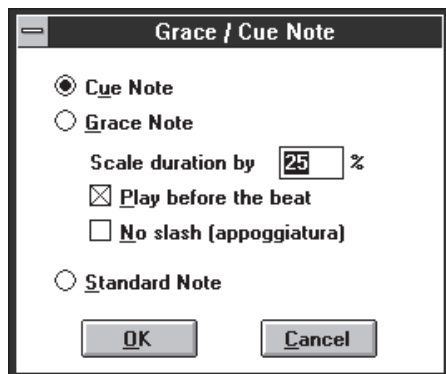 Grace / Cue Note
Cue Note
Grace Note
Scale duration by 25 %
Play before the beat
No slash (appoggiatura)
Standard Note
OK Cancel